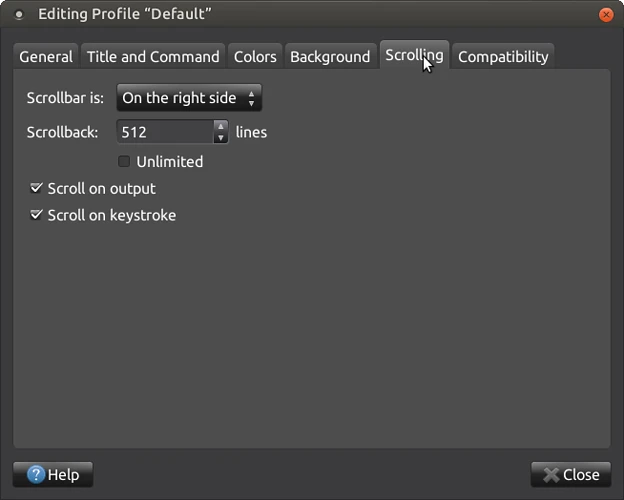 Editing Profile “Default”
General Title and Command Colors Background Scrolling Compatibility
Scrollbar is: On the right side
Scrollback: 512 lines
Unlimited
Scroll on output
Scroll on keystroke
Help Close